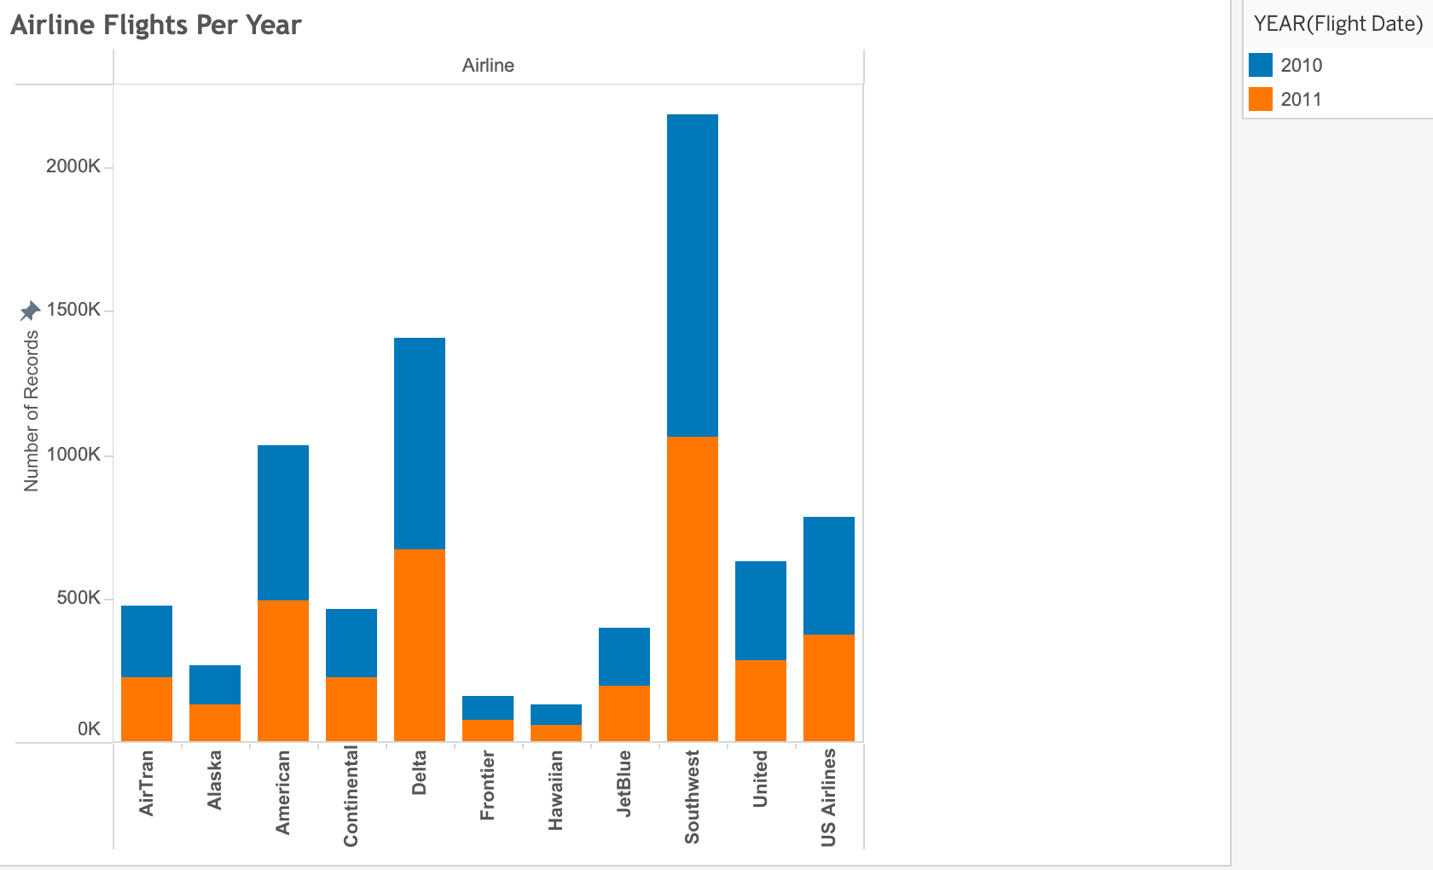 Airline Flights Per Year
YEAR(Flight Date)
2010
2011
Airline
2000K
1500K
1000K
500K
0K
Number of Records
AirTran
Alaska
American
Continental
Delta
Frontier
Hawaiian
JetBlue
Southwest
United
US Airlines